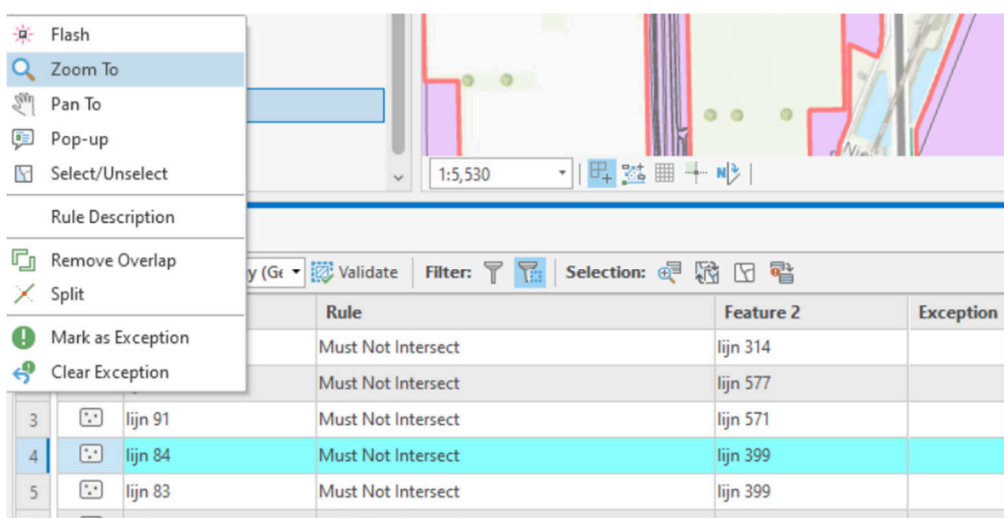 Flash
Zoom To
Pan To
Pop-up
Select/Unselect
Rule Description
Remove Overlap
Split
Mark as Exception
Clear Exception
1:5,530
y (Ge
Validate
Filter:
Selection:
Rule Feature 2 Exception
Must Not Intersect lijn 314
Must Not Intersect lijn 577
3 lijn 91 Must Not Intersect lijn 571
4 lijn 84 Must Not Intersect lijn 399
5 lijn 83 Must Not Intersect lijn 399